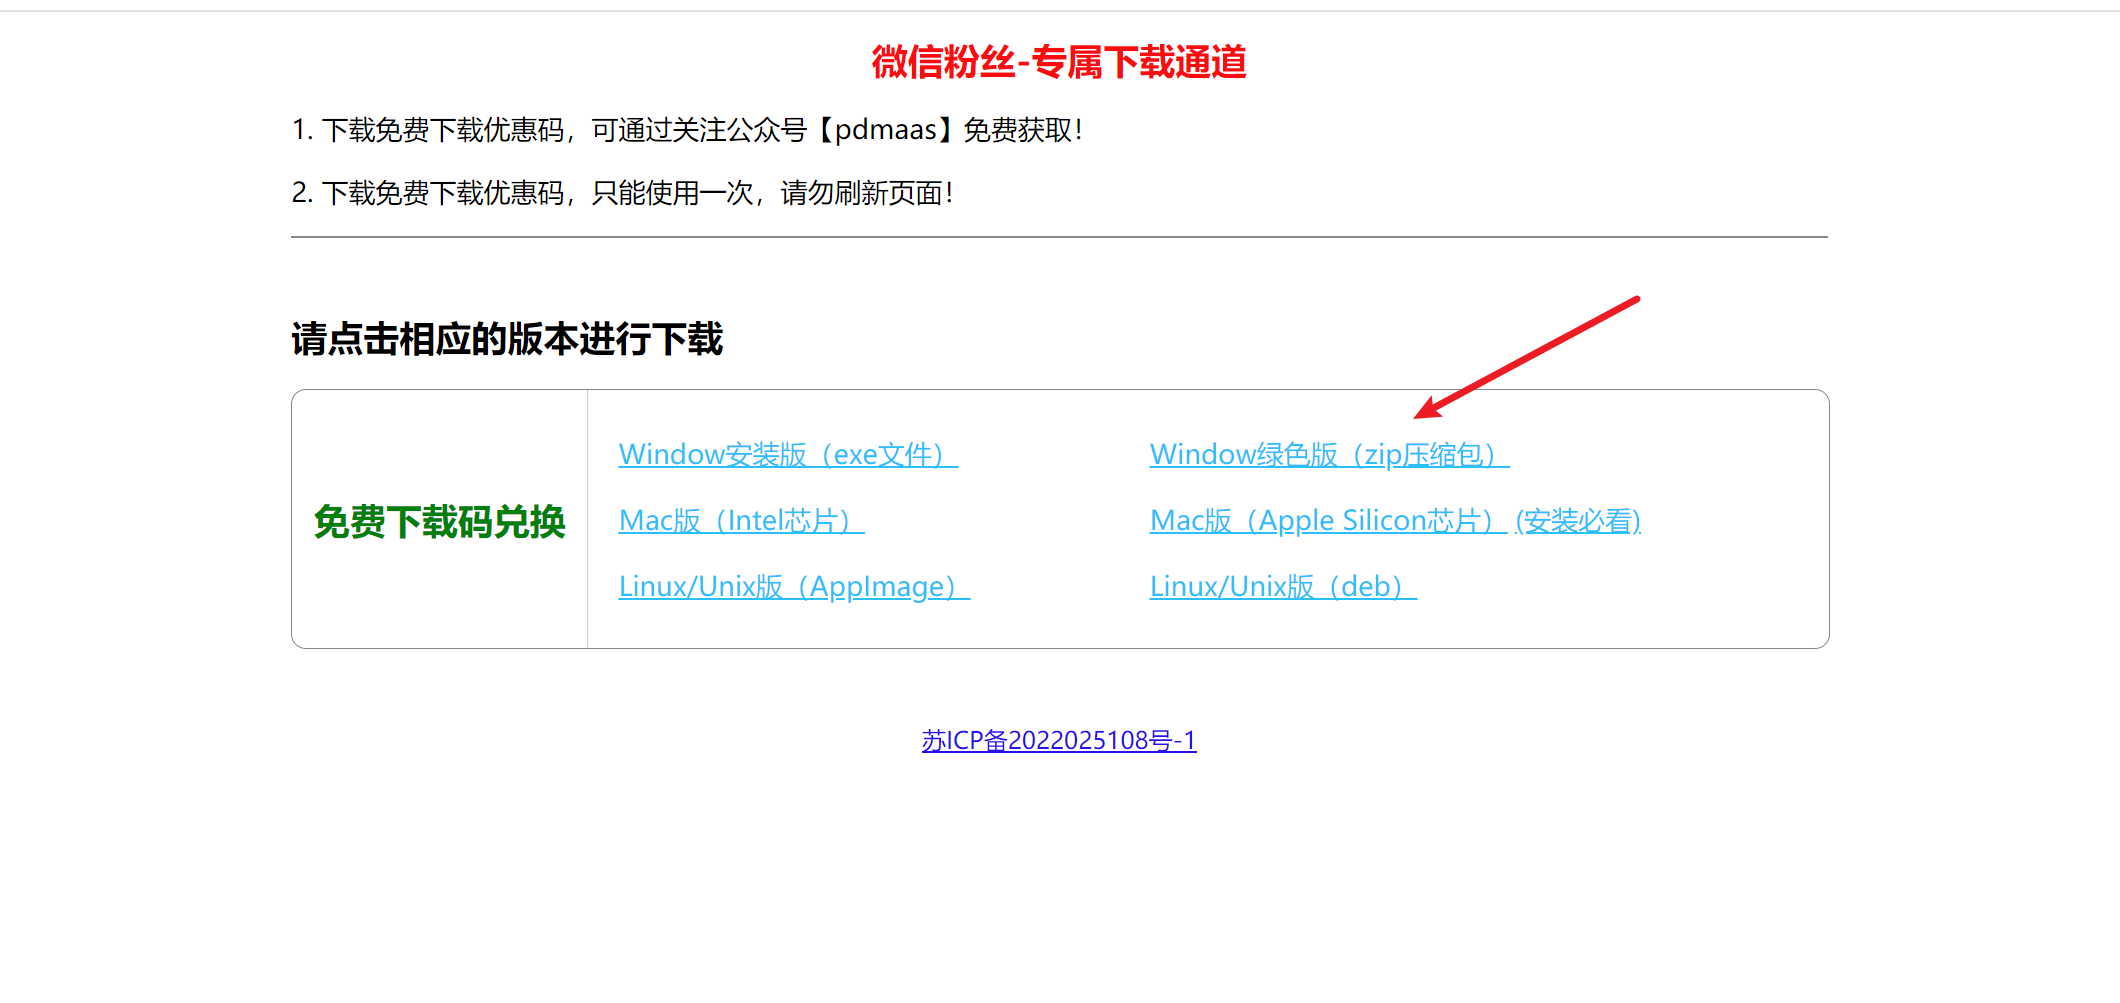 微信粉丝-专属下载通道
1. 下载免费下载优惠码，可通过关注公众号【pdmaas】免费获取！
2. 下载免费下载优惠码，只能使用一次，请勿刷新页面！
请点击相应的版本进行下载
免费下载码兑换
Window安装版（exe文件） Window绿色版（zip压缩包）
Mac版（Intel芯片） Mac版（Apple Silicon芯片） (安装必看)
Linux/Unix版（AppImage） Linux/Unix版（deb）
苏ICP备2022025108号-1